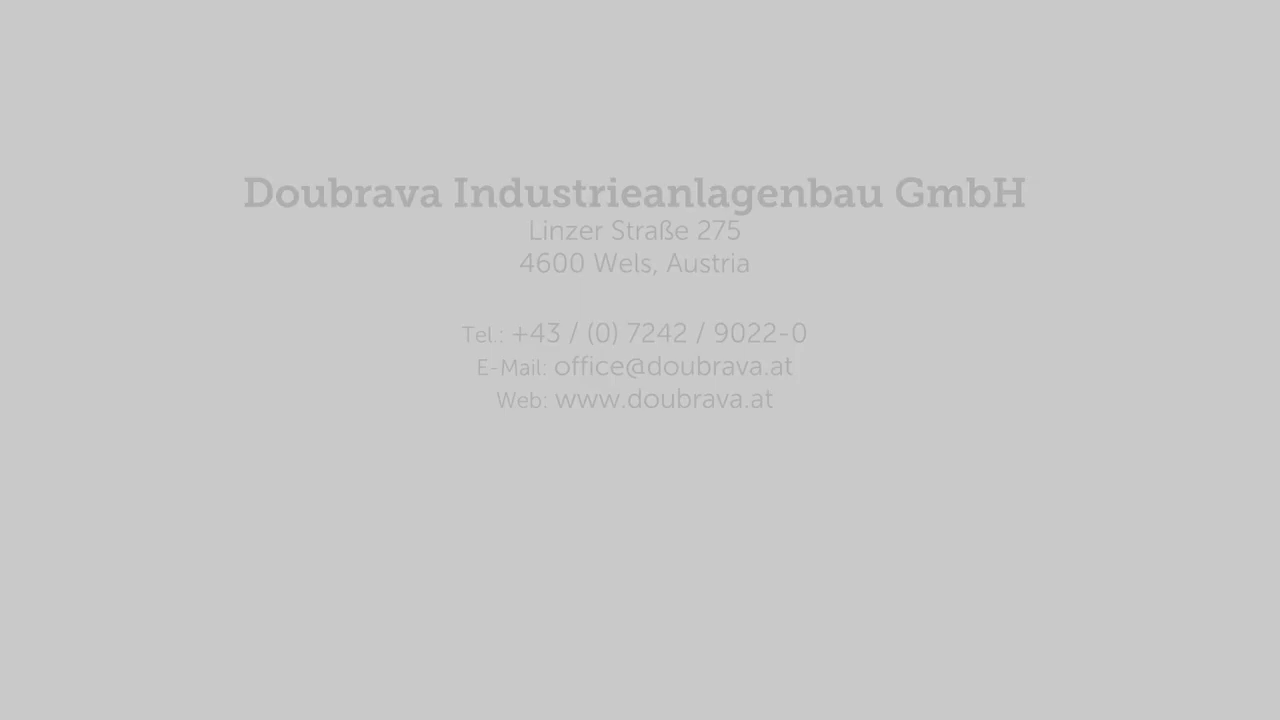 Doubrava Industrieanlagenbau GmbH
Linzer Straße 275
4600 Wels, Austria
Tel.: +43 / (0) 7242 / 9022-0
E-Mail: office@doubrava.at
Web: www.doubrava.at